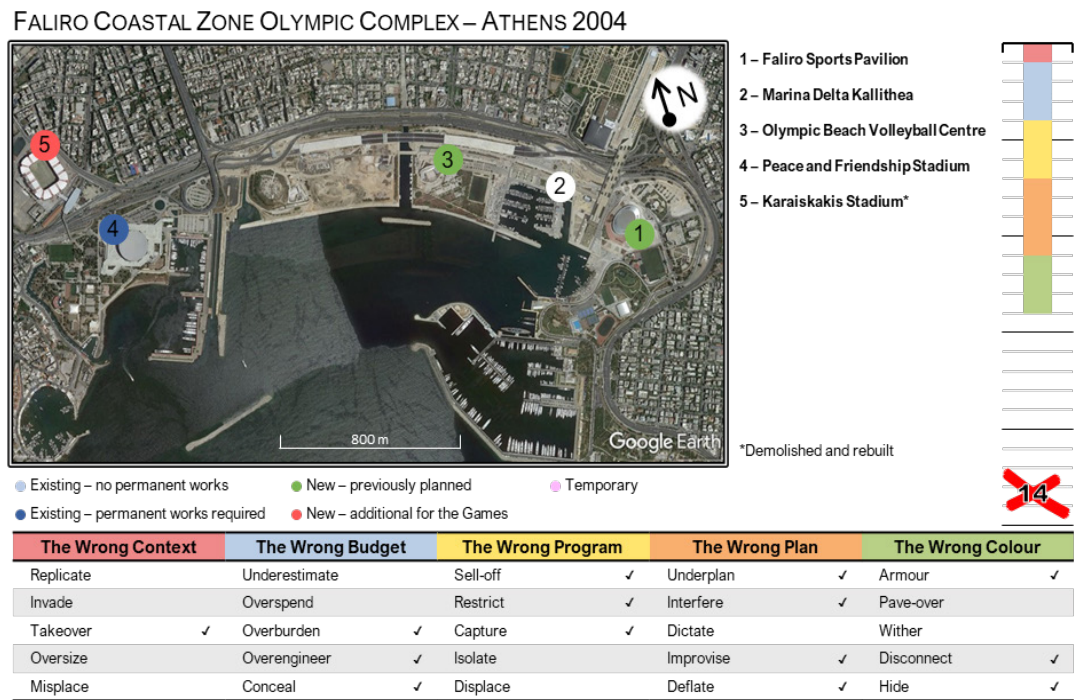 FALIRO COASTAL ZONE OLYMPIC COMPLEX – ATHENS 2004
1 – Faliro Sports Pavilion
2 – Marina Delta Kallithea
3 – Olympic Beach Volleyball Centre
4 – Peace and Friendship Stadium
5 – Karaiskakis Stadium*
N
5
3
2
4
1
800 m
Google Earth
*Demolished and rebuilt
14
Existing – no permanent works
New – previously planned
Temporary
Existing – permanent works required
New – additional for the Games
The Wrong Context The Wrong Budget The Wrong Program The Wrong Plan The Wrong Colour
Replicate Underestimate Sell-off ✓ Underplan ✓ Armour ✓
Invade Overspend Restrict ✓ Interfere ✓ Pave-over
Takeover ✓ Overburden ✓ Capture ✓ Dictate Wither
Oversize Overengineer ✓ Isolate Improvise ✓ Disconnect ✓
Misplace Conceal ✓ Displace Deflate ✓ Hide ✓